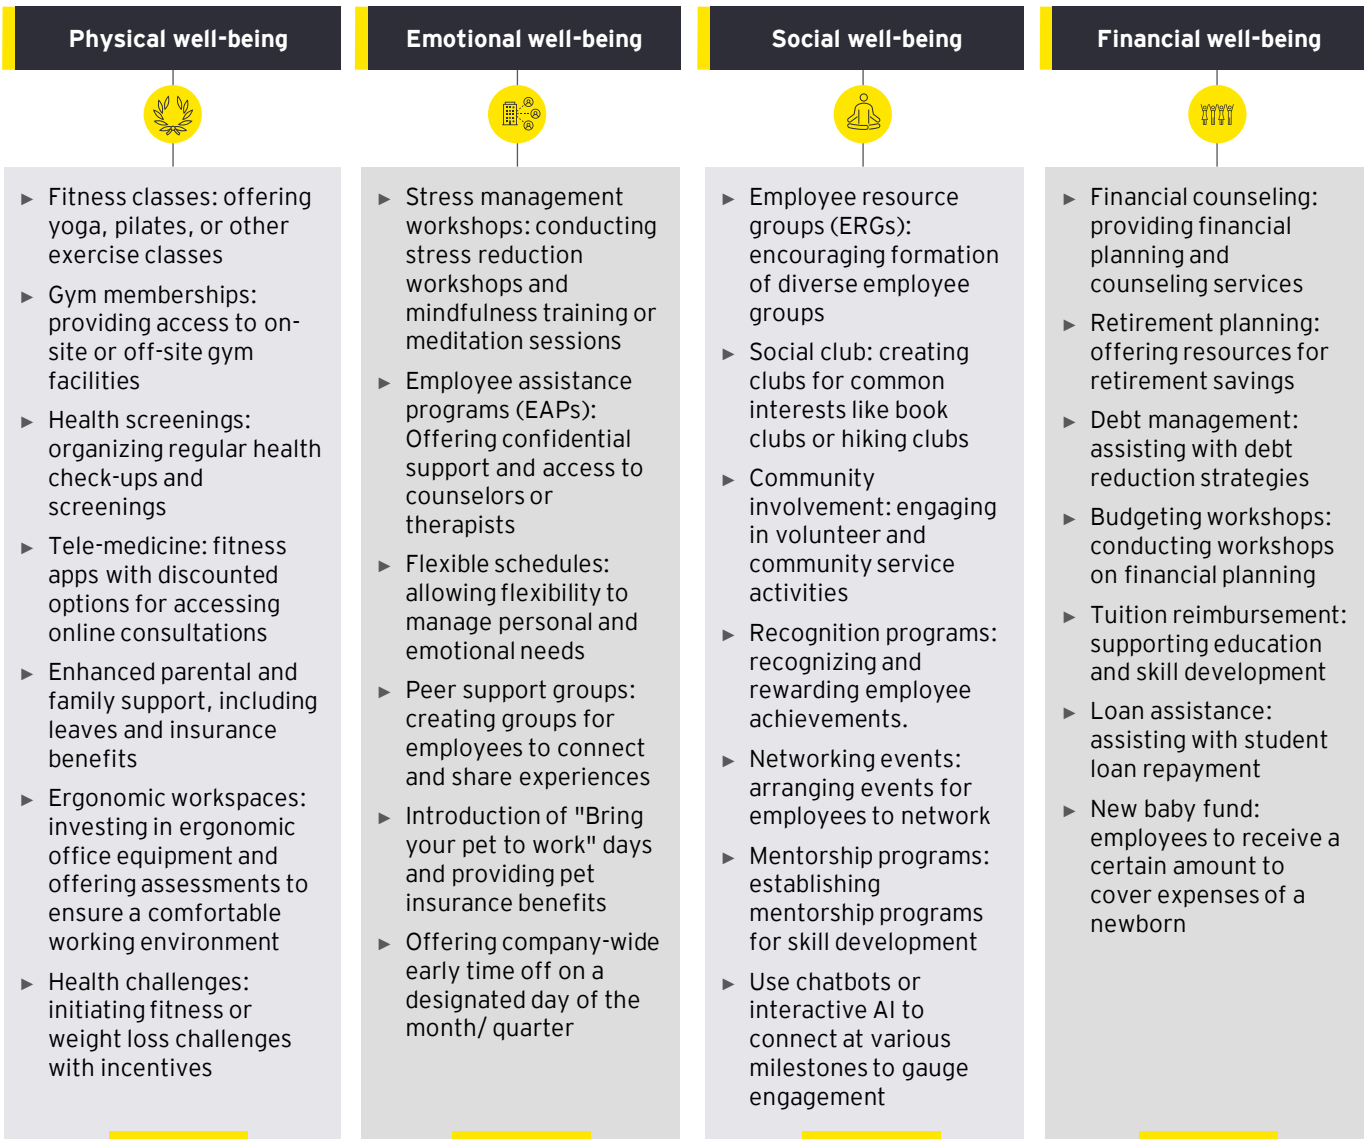 Physical well-being
► Fitness classes: offering
yoga, pilates, or other
exercise classes
► Gym memberships:
providing access to on-
site or off-site gym
facilities
► Health screenings:
organizing regular health
check-ups and
screenings
► Tele-medicine: fitness
apps with discounted
options for accessing
online consultations
► Enhanced parental and
family support, including
leaves and insurance
benefits
► Ergonomic workspaces:
investing in ergonomic
office equipment and
offering assessments to
ensure a comfortable
working environment
► Health challenges:
initiating fitness or
weight loss challenges
with incentives
Emotional well-being
► Stress management
workshops: conducting
stress reduction
workshops and
mindfulness training or
meditation sessions
► Employee assistance
programs (EAPs):
Offering confidential
support and access to
counselors or
therapists
► Flexible schedules:
allowing flexibility to
manage personal and
emotional needs
► Peer support groups:
creating groups for
employees to connect
and share experiences
► Introduction of "Bring
your pet to work" days
and providing pet
insurance benefits
► Offering company-wide
early time off on a
designated day of the
month/ quarter
Social well-being
► Employee resource
groups (ERGs):
encouraging formation
of diverse employee
groups
► Social club: creating
clubs for common
interests like book
clubs or hiking clubs
► Community
involvement: engaging
in volunteer and
community service
activities
► Recognition programs:
recognizing and
rewarding employee
achievements.
► Networking events:
arranging events for
employees to network
► Mentorship programs:
establishing
mentorship programs
for skill development
► Use chatbots or
interactive AI to
connect at various
milestones to gauge
engagement
Financial well-being
► Financial counseling:
providing financial
planning and
counseling services
► Retirement planning:
offering resources for
retirement savings
► Debt management:
assisting with debt
reduction strategies
► Budgeting workshops:
conducting workshops
on financial planning
► Tuition reimbursement:
supporting education
and skill development
► Loan assistance:
assisting with student
loan repayment
► New baby fund:
employees to receive a
certain amount to
cover expenses of a
newborn